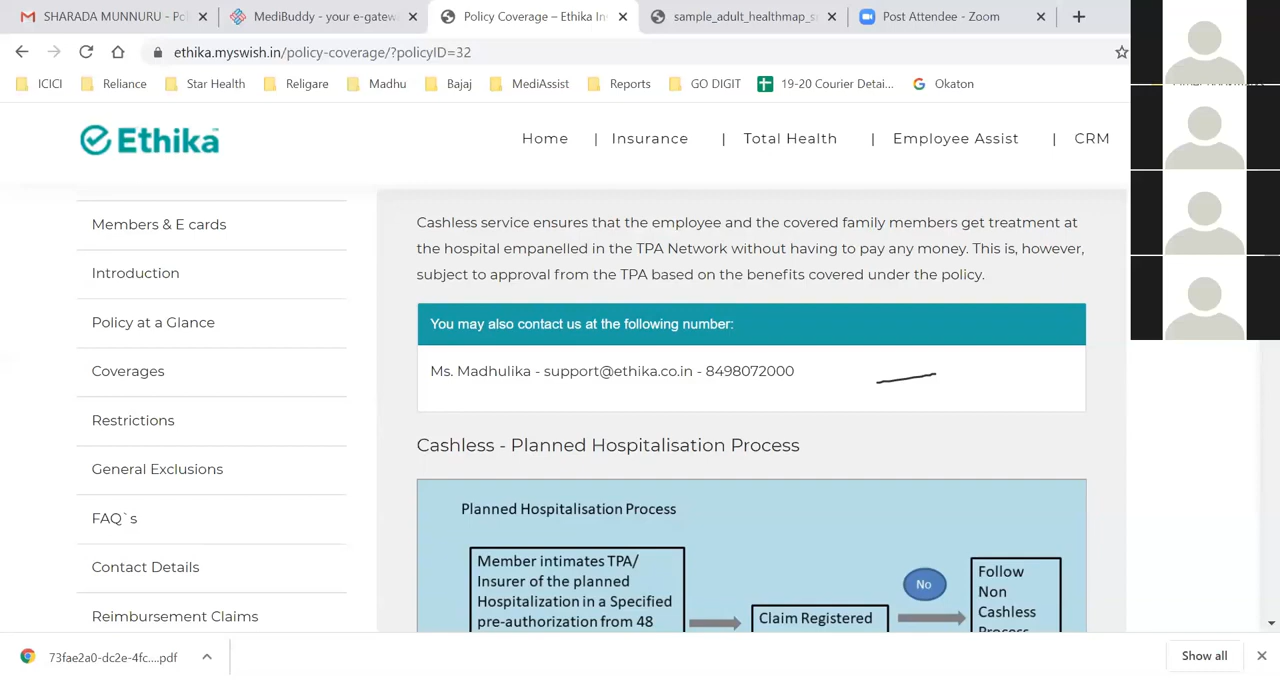 SHARADA MUNNURU - Po
MediBuddy - your e-gatew
Policy Coverage – Ethika In
sample_adult_healthmap_s
Post Attendee - Zoom
ethika.myswish.in/policy-coverage/?policyID=32
ICICI
Reliance
Star Health
Religare
Madhu
Bajaj
MediAssist
Reports
GO DIGIT
19-20 Courier Detai...
Okaton
Ethika
Home | Insurance | Total Health | Employee Assist | CRM
Members & E cards
Introduction
Policy at a Glance
Coverages
Restrictions
General Exclusions
FAQ`s
Contact Details
Reimbursement Claims
Cashless service ensures that the employee and the covered family members get treatment at
the hospital empanelled in the TPA Network without having to pay any money. This is, however,
subject to approval from the TPA based on the benefits covered under the policy.
You may also contact us at the following number:
Ms. Madhulika - support@ethika.co.in - 8498072000
Cashless - Planned Hospitalisation Process
Planned Hospitalisation Process
Member intimates TPA/
Insurer of the planned
Hospitalization in a Specified
pre-authorization from 48
Claim Registered
No
Follow
Non
Cashless
Process
73fae2a0-dc2e-4fc....pdf
Show all